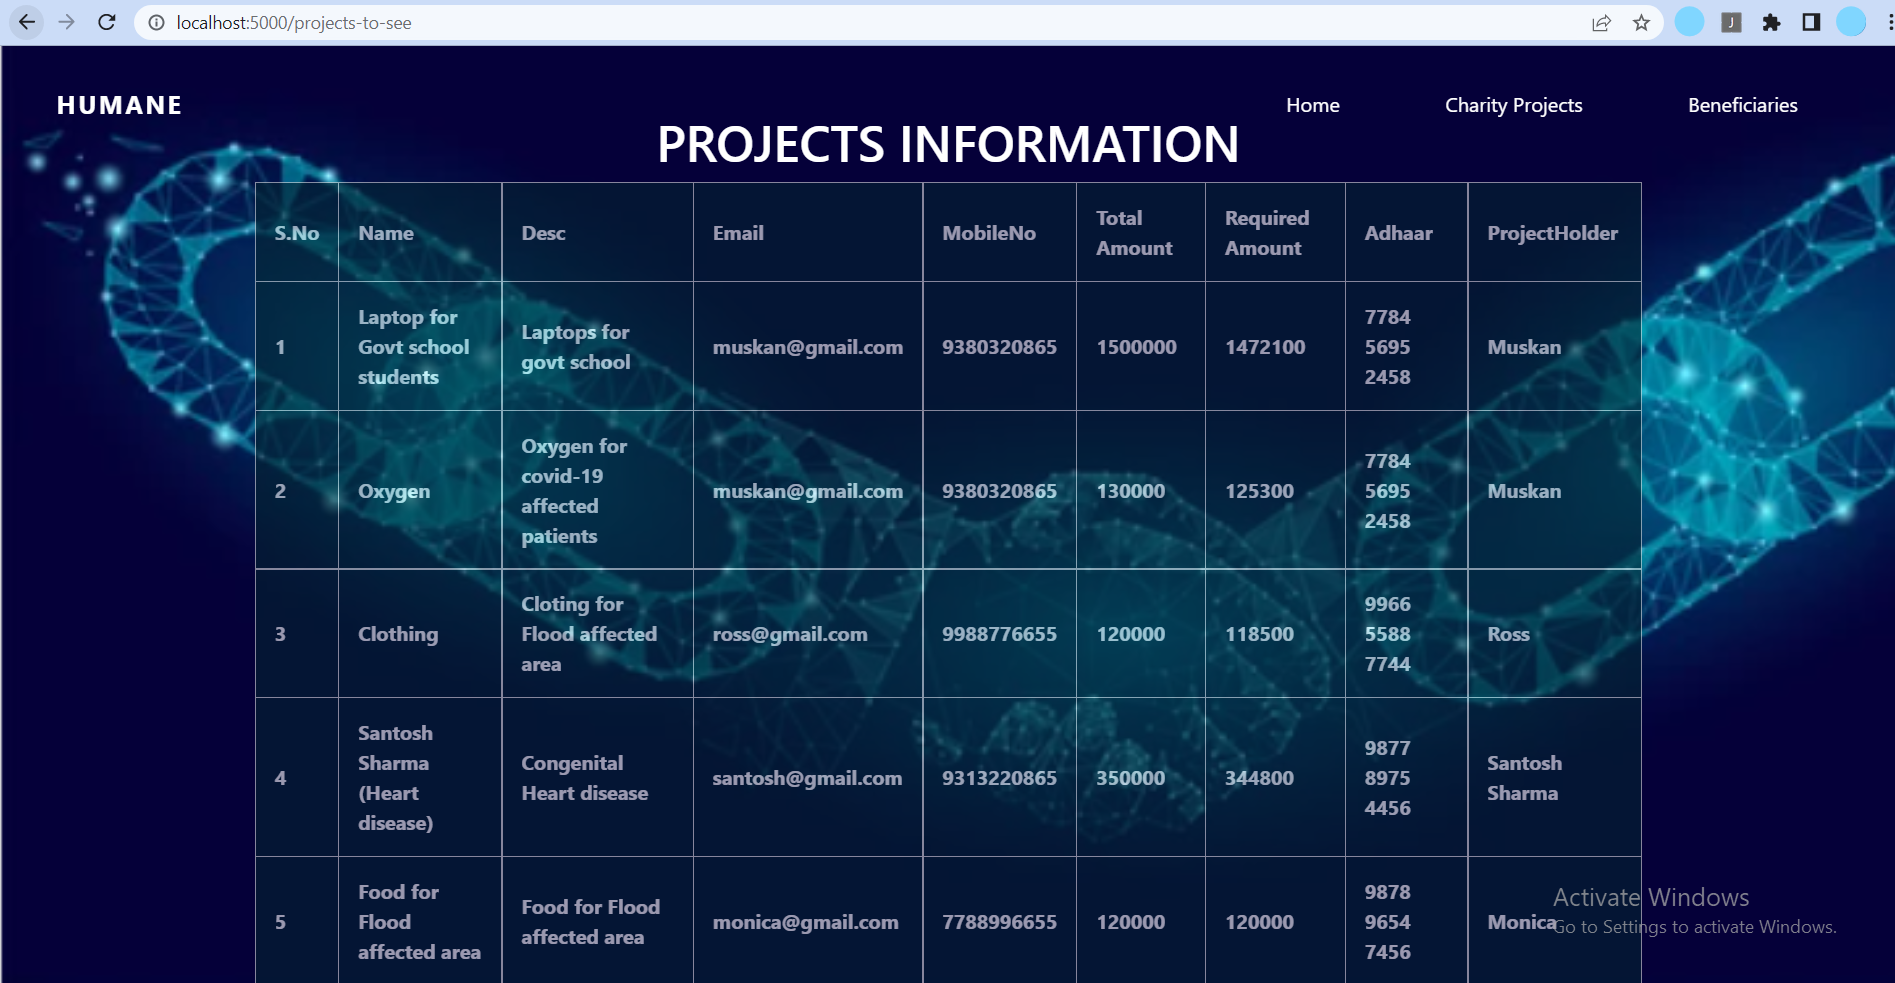 localhost:5000/projects-to-see
J
HUMANE
Home
Charity Projects
Beneficiaries
PROJECTS INFORMATION
S.No
Name
Desc
Email
MobileNo
Total
Amount
Required
Amount
Adhaar
ProjectHolder
1
Laptop for
Govt school
students
Laptops for
govt school
muskan@gmail.com
9380320865
1500000
1472100
7784
5695
2458
Muskan
2
Oxygen
Oxygen for
covid-19
affected
patients
muskan@gmail.com
9380320865
130000
125300
7784
5695
2458
Muskan
3
Clothing
Cloting for
Flood affected
area
ross@gmail.com
9988776655
120000
118500
9966
5588
7744
Ross
4
Santosh
Sharma
(Heart
disease)
Congenital
Heart disease
santosh@gmail.com
9313220865
350000
344800
9877
8975
4456
Santosh
Sharma
5
Food for
Flood
affected area
Food for Flood
affected area
monica@gmail.com
7788996655
120000
120000
9878
9654
7456
Monica
Activate Windows
Go to Settings to activate Windows.